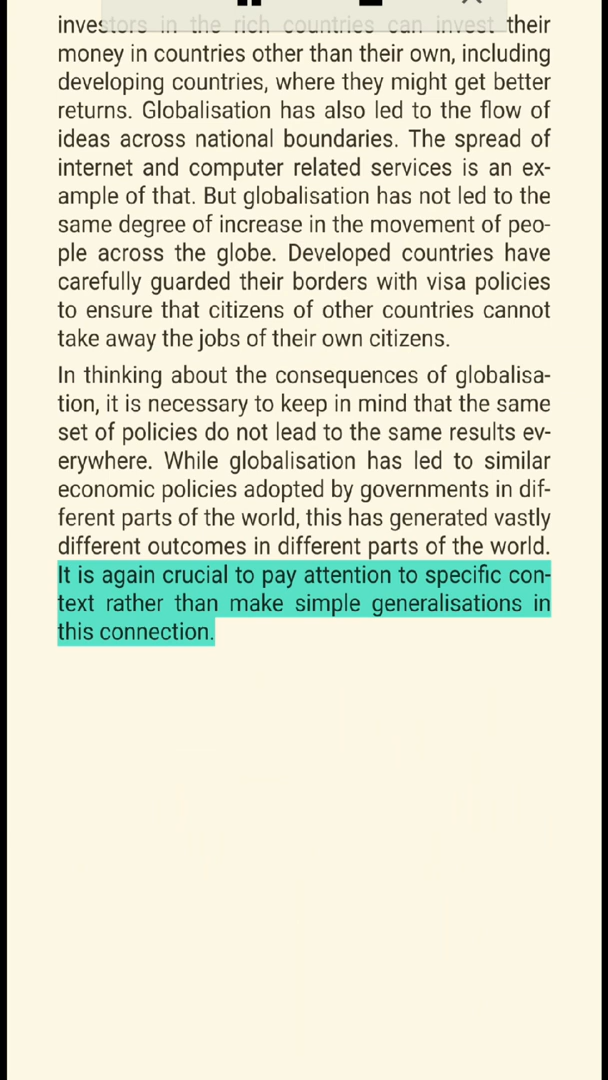 investors in the rich countries can invest their
money in countries other than their own, including
developing countries, where they might get better
returns. Globalisation has also led to the flow of
ideas across national boundaries. The spread of
internet and computer related services is an ex-
ample of that. But globalisation has not led to the
same degree of increase in the movement of peo-
ple across the globe. Developed countries have
carefully guarded their borders with visa policies
to ensure that citizens of other countries cannot
take away the jobs of their own citizens.
In thinking about the consequences of globalisa-
tion, it is necessary to keep in mind that the same
set of policies do not lead to the same results ev-
erywhere. While globalisation has led to similar
economic policies adopted by governments in dif-
ferent parts of the world, this has generated vastly
different outcomes in different parts of the world.
It is again crucial to pay attention to specific con-
text rather than make simple generalisations in
this connection.